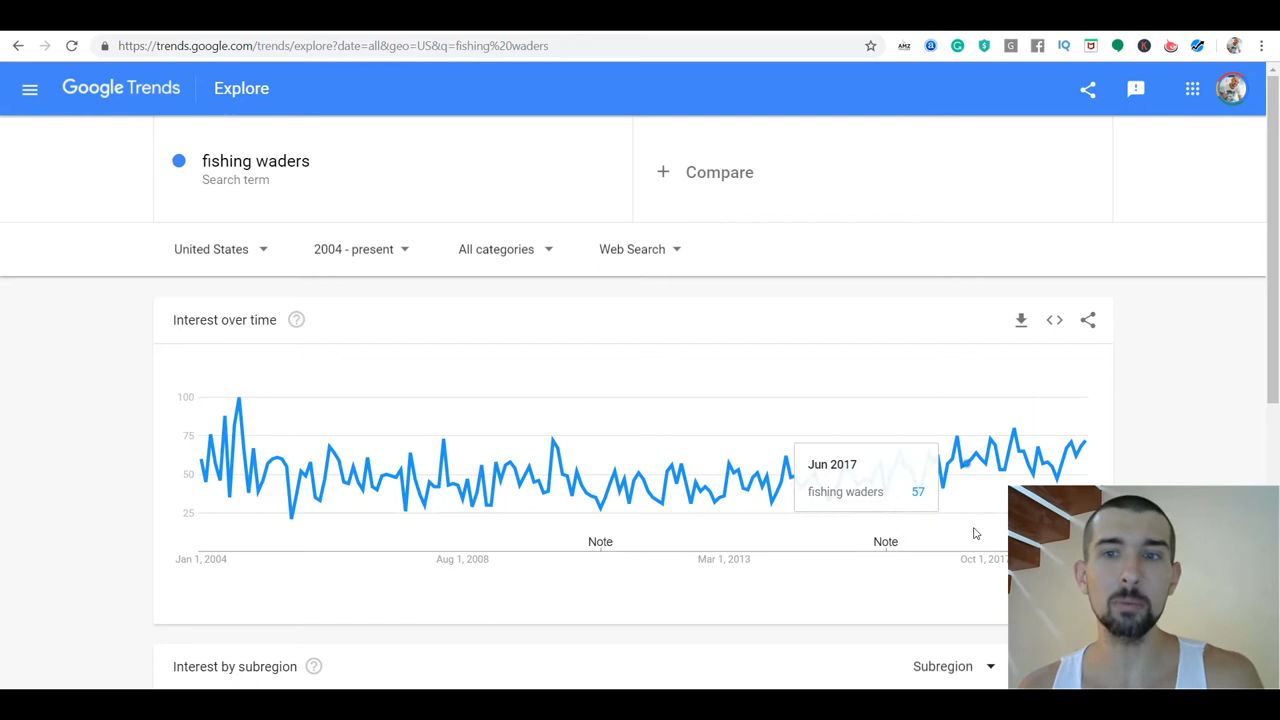 https://trends.google.com/trends/explore?date=all&geo=US&q=fishing%20waders
Google Trends
Explore
fishing waders
Search term
+ Compare
United States
2004 - present
All categories
Web Search
Interest over time
100
75
50
25
Jun 2017
fishing waders 57
Note
Note
Jan 1, 2004
Aug 1, 2008
Mar 1, 2013
Oct 1, 2017
Interest by subregion
Subregion